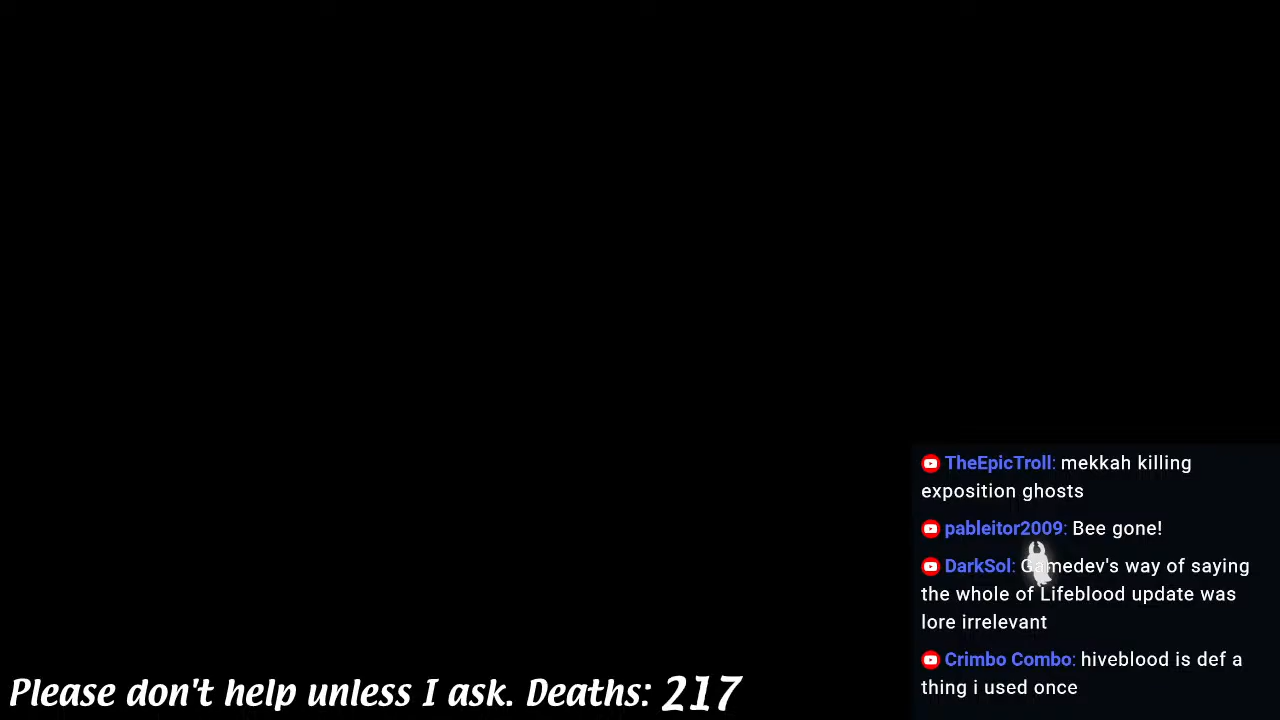 TheEpicTroll: mekkah killing
exposition ghosts
pableitor2009: Bee gone!
DarkSol: Gamedev's way of saying
the whole of Lifeblood update was
lore irrelevant
Crimbo Combo: hiveblood is def a
thing i used once
Please don't help unless I ask. Deaths: 217